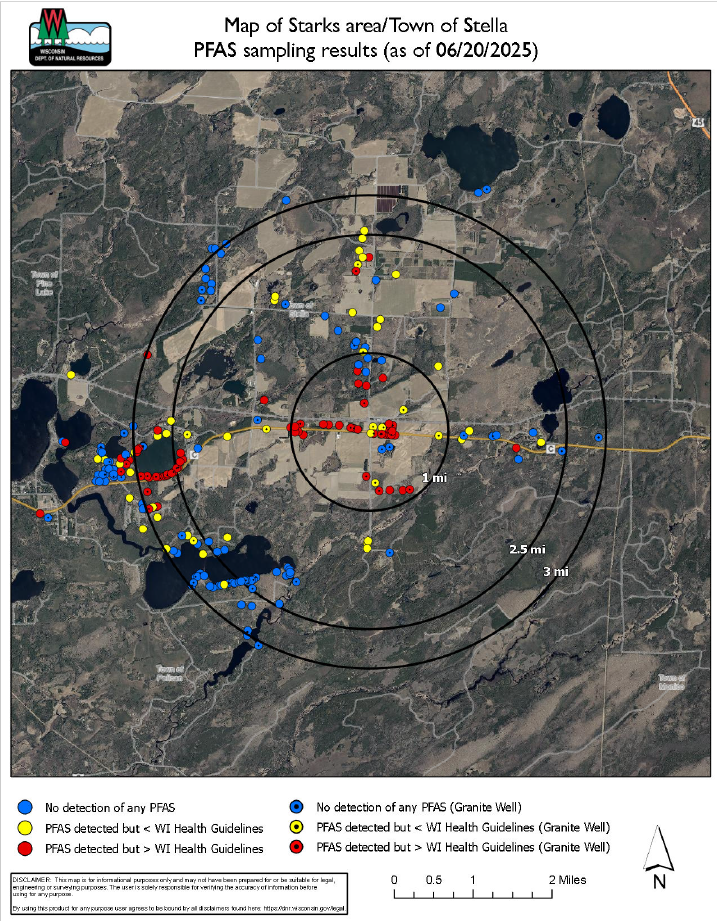 W
WISCONSIN
DEPT. OF NATURAL RESOURCES
Map of Starks area/Town of Stella
PFAS sampling results (as of 06/20/2025)
45
Town of
Pine
Lake
Town of
C
C
1 mi
2.5 mi
3 mi
Town of
Pelican
Town of
No detection of any PFAS
PFAS detected but < WI Health Guidelines
PFAS detected but > WI Health Guidelines
No detection of any PFAS (Granite Well)
PFAS detected but < WI Health Guidelines (Granite Well)
PFAS detected but > WI Health Guidelines (Granite Well)
N
0 0.5 1 2 Miles
DISCLAIMER: This map is for informational purposes only and may not have been prepared for or be suitable for legal,
engineering or surveying purposes. The user is solely responsible for verifying the accuracy of information before
using for any purpose.
By using this product for any purpose user agrees to be bound by all disclaimers found here: https://dnr.wisconsin.gov/legal